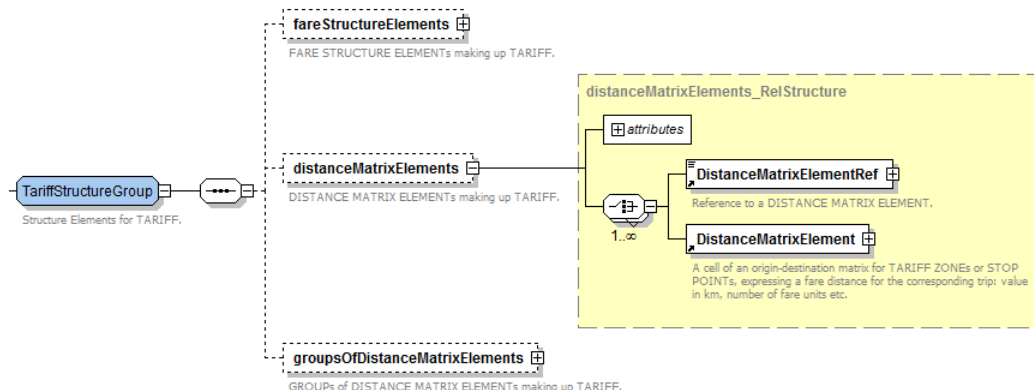 fareStructureElements
FARE STRUCTURE ELEMENTs making up TARIFF.
distanceMatrixElements_RelStructure
attributes
TariffStructureGroup
Structure Elements for TARIFF.
distanceMatrixElements
DISTANCE MATRIX ELEMENTs making up TARIFF.
DistanceMatrixElementRef
Reference to a DISTANCE MATRIX ELEMENT.
1..∞
DistanceMatrixElement
A cell of an origin-destination matrix for TARIFF ZONEs or STOP
POINTs, expressing a fare distance for the corresponding trip: value
in km, number of fare units etc.
groupsOfDistanceMatrixElements
GROUPs of DISTANCE MATRIX ELEMENTs making up TARIFF.